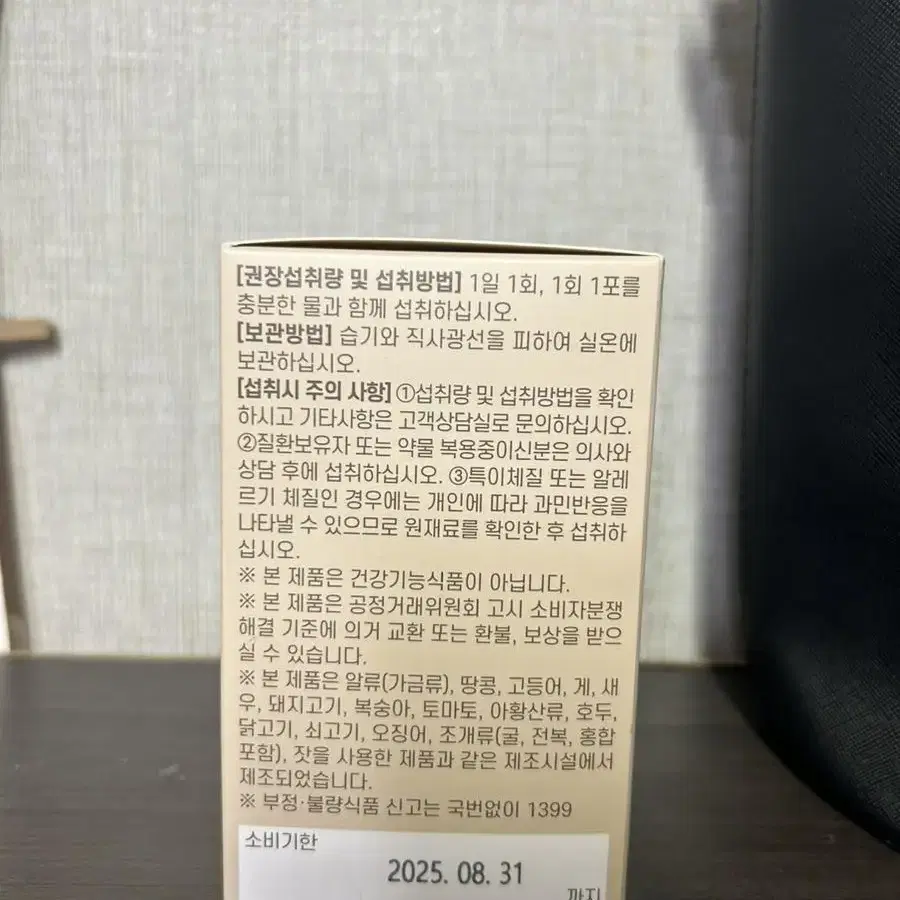 [권장섭취량 및 섭취방법] 1일 1회, 1회 1포를
충분한 물과 함께 섭취하십시오.
[보관방법] 습기와 직사광선을 피하여 실온에
보관하십시오.
[섭취시 주의 사항] ①섭취량 및 섭취방법을 확인
하시고 기타사항은 고객상담실로 문의하십시오.
②질환보유자 또는 약물 복용중이신분은 의사와
상담 후에 섭취하십시오. ③특이체질 또는 알레
르기 체질인 경우에는 개인에 따라 과민반응을
나타낼 수 있으므로 원재료를 확인한 후 섭취하
십시오.
※ 본 제품은 건강기능식품이 아닙니다.
※ 본 제품은 공정거래위원회 고시 소비자분쟁
해결 기준에 의거 교환 또는 환불, 보상을 받으
실 수 있습니다.
※ 본 제품은 알류(가금류), 땅콩, 고등어, 게, 새
우, 돼지고기, 복숭아, 토마토, 아황산류, 호두,
닭고기, 쇠고기, 오징어, 조개류(굴, 전복, 홍합
포함), 잣을 사용한 제품과 같은 제조시설에서
제조되었습니다.
※ 부정·불량식품 신고는 국번없이 1399
소비기한
2025. 08. 31
까지